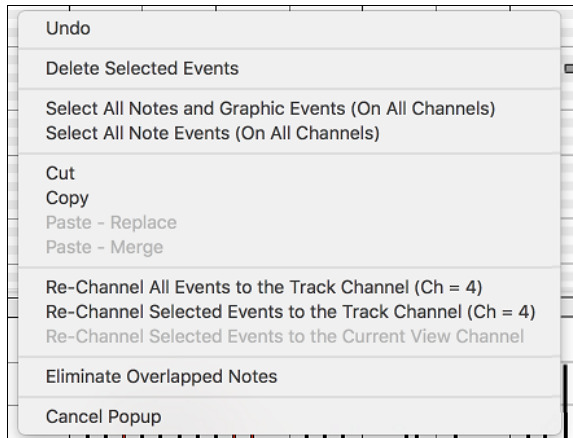 Undo
Delete Selected Events
Select All Notes and Graphic Events (On All Channels)
Select All Note Events (On All Channels)
Cut
Copy
Paste - Replace
Paste - Merge
Re-Channel All Events to the Track Channel (Ch = 4)
Re-Channel Selected Events to the Track Channel (Ch = 4)
Re-Channel Selected Events to the Current View Channel
Eliminate Overlapped Notes
Cancel Popup